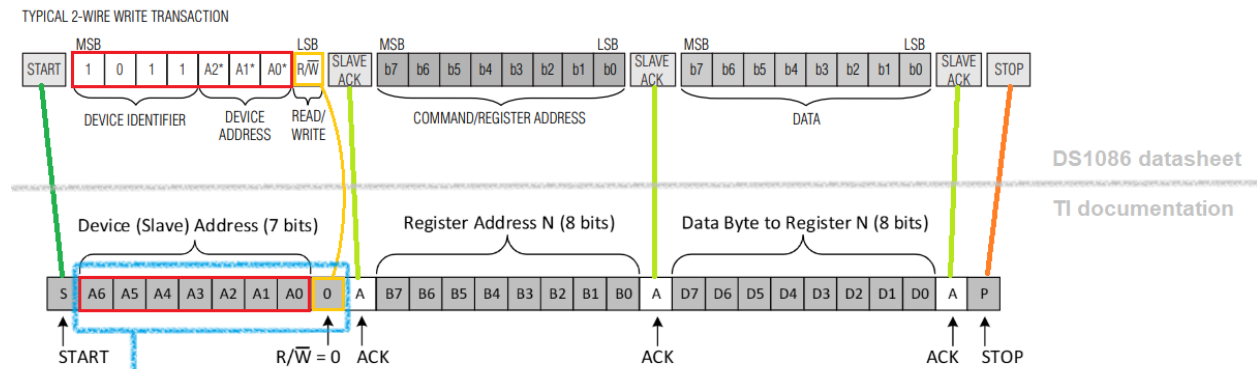 TYPICAL 2-WIRE WRITE TRANSACTION
MSB LSB MSB LSB MSB LSB
START 1 0 1 1 A2* A1* A0* R/W̅ SLAVE ACK b7 b6 b5 b4 b3 b2 b1 b0 SLAVE ACK b7 b6 b5 b4 b3 b2 b1 b0 SLAVE ACK STOP
DEVICE IDENTIFIER DEVICE ADDRESS READ/WRITE COMMAND/REGISTER ADDRESS DATA
DS1086 datasheet
TI documentation
Device (Slave) Address (7 bits) Register Address N (8 bits) Data Byte to Register N (8 bits)
S A6 A5 A4 A3 A2 A1 A0 0 A B7 B6 B5 B4 B3 B2 B1 B0 A D7 D6 D5 D4 D3 D2 D1 D0 A P
START R/W̅ = 0 ACK ACK ACK STOP